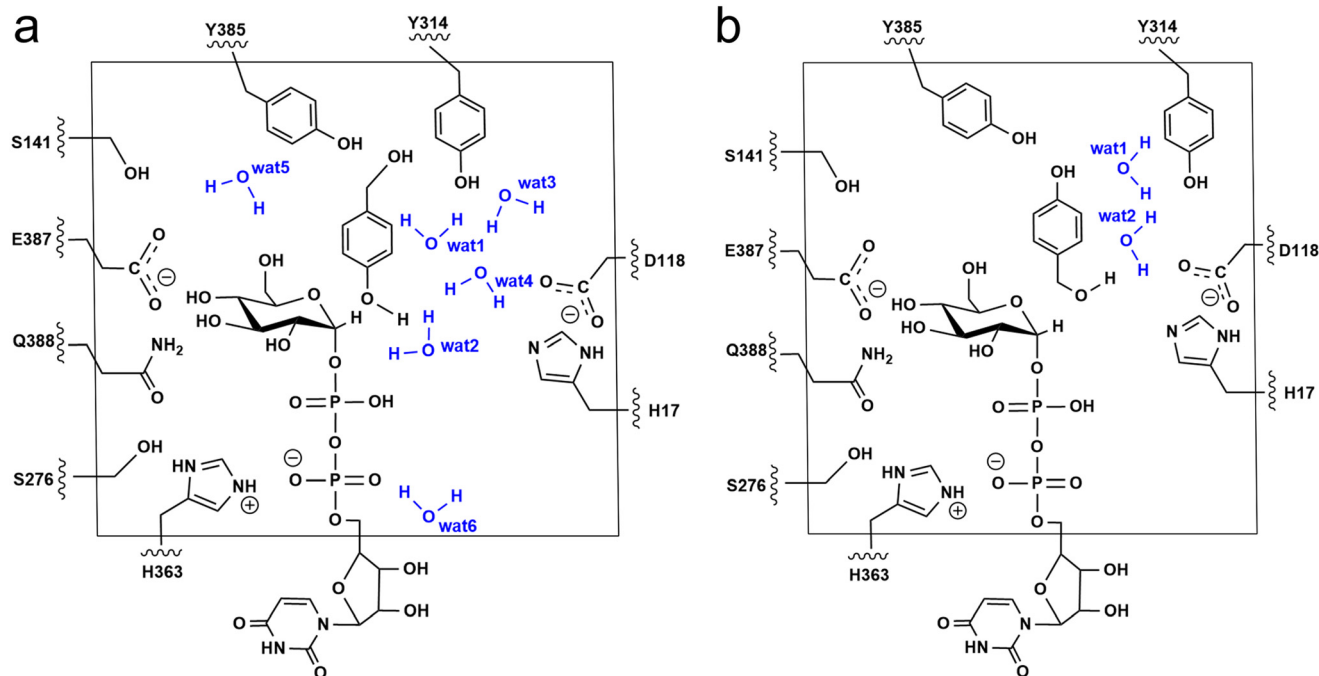 a
Y385
Y314
OH
OH
S141
OH
H O wat5
H
OH
O wat3
H H
H H
O wat1
E387
O
C
O
⊖
OH
HO
O
HO
HO
H
O
H
H O wat4
H
O
C
O
⊖
D118
H
H O wat2
Q388
NH2
O
N
NH
H17
O
O=P-OH
O
S276
OH
HN
NH
⊕
⊖
O-P=O
O
H H
O wat6
H363
O
OH
OH
O
N
HN
O
b
Y385
Y314
OH
S141
OH
wat1 H
O
H
OH
OH
wat2 H
O
H
E387
O
C
O
⊖
OH
HO
O
HO
HO
H
O H
O
C
O
⊖
D118
Q388
NH2
O
N
NH
H17
O
O=P-OH
O
S276
OH
HN
NH
⊕
⊖
O-P=O
O
H363
O
OH
OH
O
N
HN
O